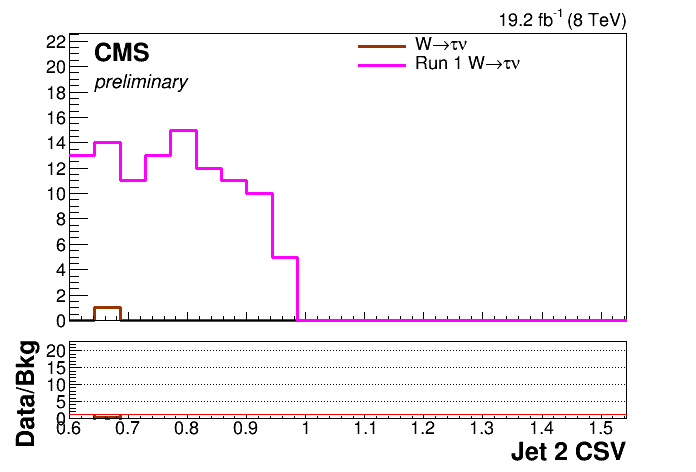 19.2 fb-1 (8 TeV)
CMS
preliminary
W→τν
Run 1 W→τν
22
20
18
16
14
12
10
8
6
4
2
0
Data/Bkg
20
15
10
5
0
0.6 0.7 0.8 0.9 1 1.1 1.2 1.3 1.4 1.5
Jet 2 CSV